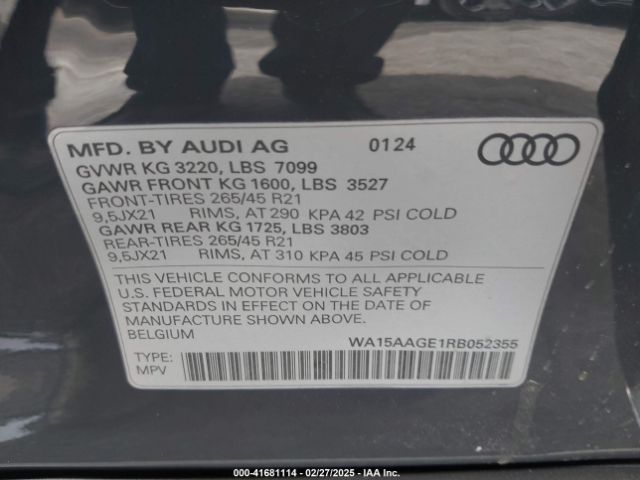 MFD. BY AUDI AG 0124
GVWR KG 3220, LBS 7099
GAWR FRONT KG 1600, LBS 3527
FRONT-TIRES 265/45 R21
9,5JX21 RIMS, AT 290 KPA 42 PSI COLD
GAWR REAR KG 1725, LBS 3803
REAR-TIRES 265/45 R21
9,5JX21 RIMS, AT 310 KPA 45 PSI COLD
THIS VEHICLE CONFORMS TO ALL APPLICABLE
U.S. FEDERAL MOTOR VEHICLE SAFETY
STANDARDS IN EFFECT ON THE DATE OF
MANUFACTURE SHOWN ABOVE.
BELGIUM WA15AAGE1RB052355
TYPE:
MPV
000-41681114 — 02/27/2025 — IAA Inc.